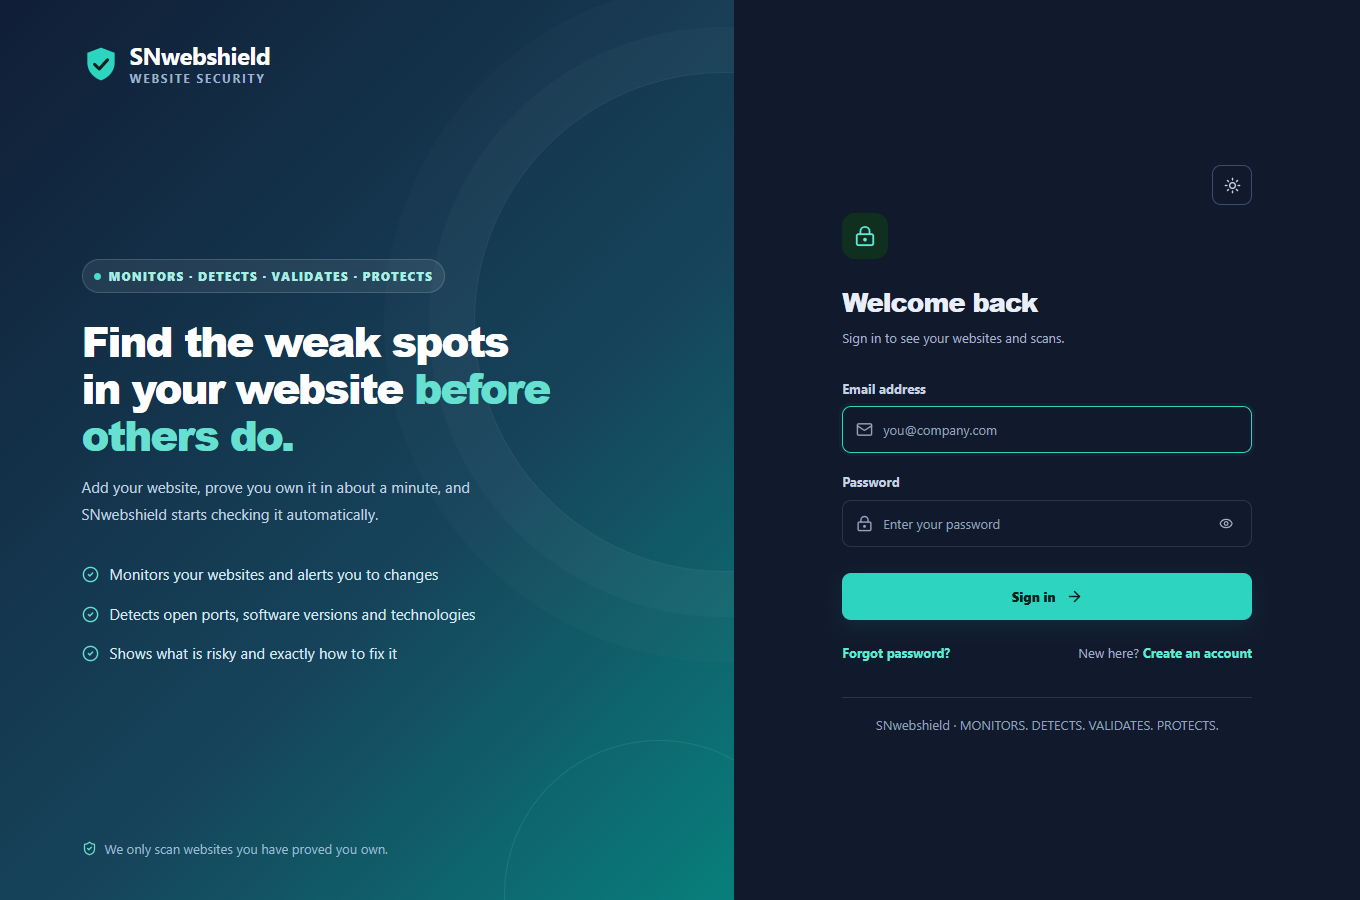 SNwebshield
WEBSITE SECURITY
MONITORS · DETECTS · VALIDATES · PROTECTS
Find the weak spots
in your website before
others do.
Add your website, prove you own it in about a minute, and
SNwebshield starts checking it automatically.
Monitors your websites and alerts you to changes
Detects open ports, software versions and technologies
Shows what is risky and exactly how to fix it
We only scan websites you have proved you own.
Welcome back
Sign in to see your websites and scans.
Email address
you@company.com
Password
Enter your password
Sign in
Forgot password?
New here? Create an account
SNwebshield · MONITORS. DETECTS. VALIDATES. PROTECTS.